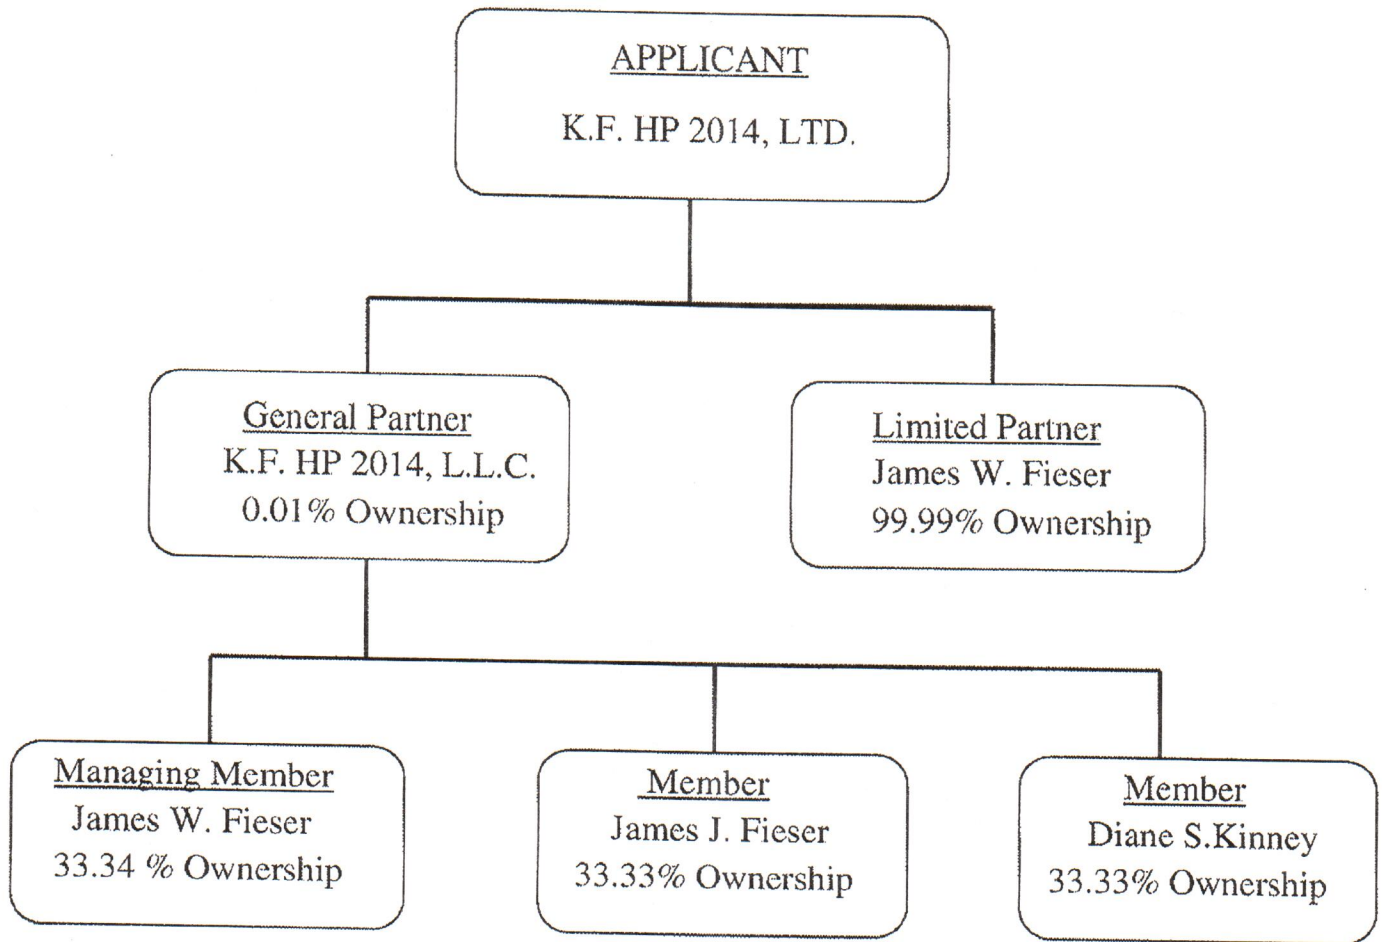 APPLICANT
K.F. HP 2014, LTD.
General Partner
K.F. HP 2014, L.L.C.
0.01% Ownership
Limited Partner
James W. Fieser
99.99% Ownership
Managing Member
James W. Fieser
33.34 % Ownership
Member
James J. Fieser
33.33% Ownership
Member
Diane S.Kinney
33.33% Ownership